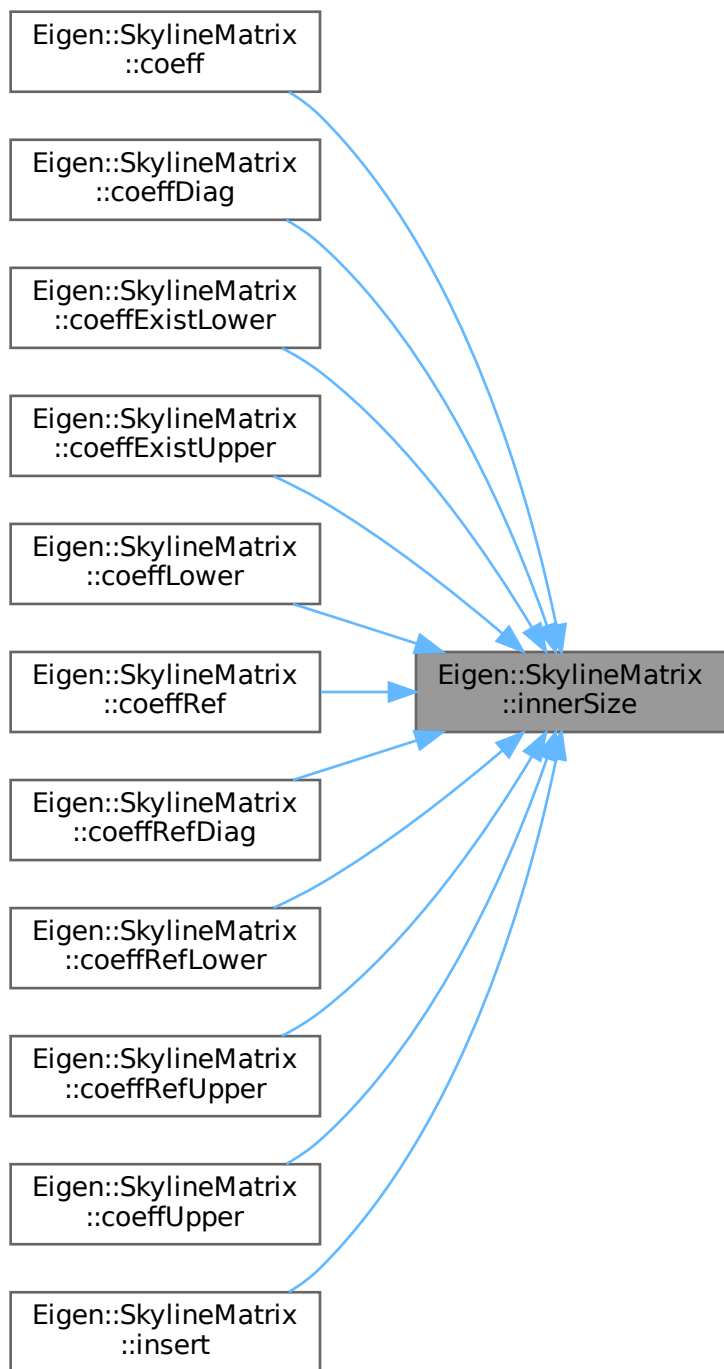 Eigen::SkylineMatrix
::coeff
Eigen::SkylineMatrix
::coeffDiag
Eigen::SkylineMatrix
::coeffExistLower
Eigen::SkylineMatrix
::coeffExistUpper
Eigen::SkylineMatrix
::coeffLower
Eigen::SkylineMatrix
::coeffRef
Eigen::SkylineMatrix
::innerSize
Eigen::SkylineMatrix
::coeffRefDiag
Eigen::SkylineMatrix
::coeffRefLower
Eigen::SkylineMatrix
::coeffRefUpper
Eigen::SkylineMatrix
::coeffUpper
Eigen::SkylineMatrix
::insert